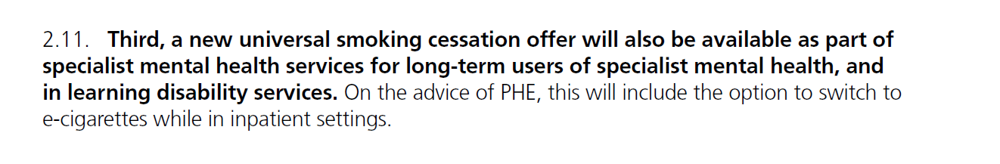 2.11. Third, a new universal smoking cessation offer will also be available as part of
specialist mental health services for long-term users of specialist mental health, and
in learning disability services. On the advice of PHE, this will include the option to switch to
e-cigarettes while in inpatient settings.